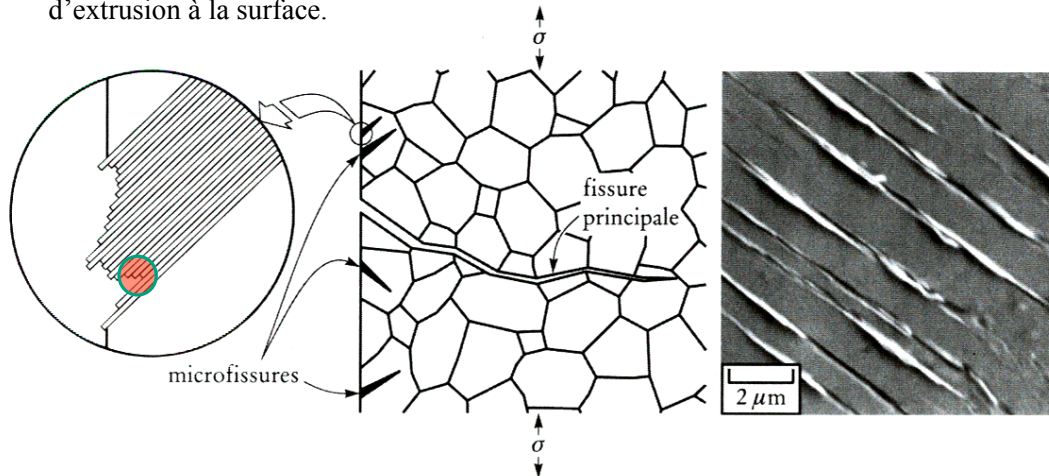 d’extrusion à la surface.
σ
fissure
principale
microfissures
2 μm
σ